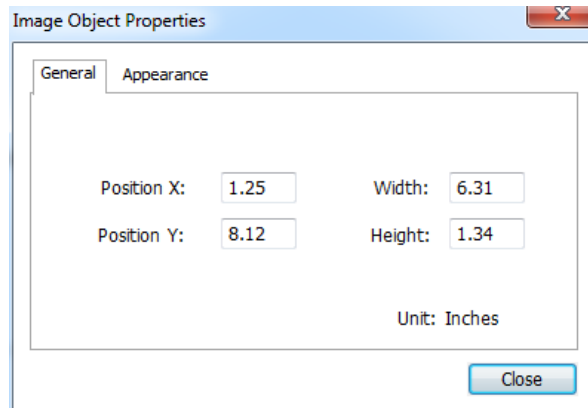 Image Object Properties
X
General Appearance
Position X: 1.25 Width: 6.31
Position Y: 8.12 Height: 1.34
Unit: Inches
Close